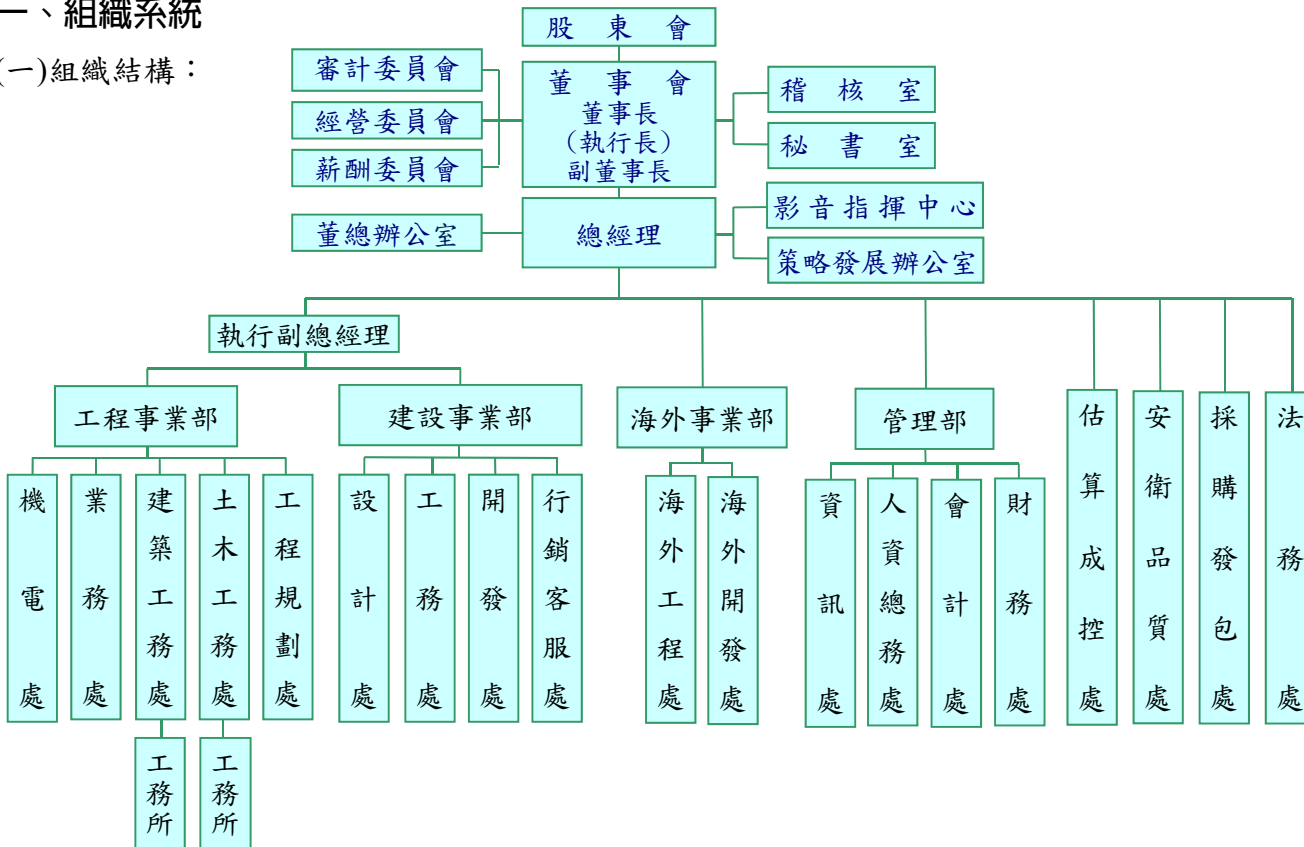 一、組織系統
(一)組織結構：
股東會
審計委員會
經營委員會
薪酬委員會
董事會
董事長
（執行長）
副董事長
稽核室
秘書室
董總辦公室
總經理
影音指揮中心
策略發展辦公室
執行副總經理
工程事業部
建設事業部
海外事業部
管理部
機電處
業務處
建築工務處
土木工務處
工程規劃處
設計處
工務處
開發處
行銷客服處
海外工程處
海外開發處
資訊處
人資總務處
會計處
財務處
估算成控處
安衛品質處
採購發包處
法務處
工務所
工務所